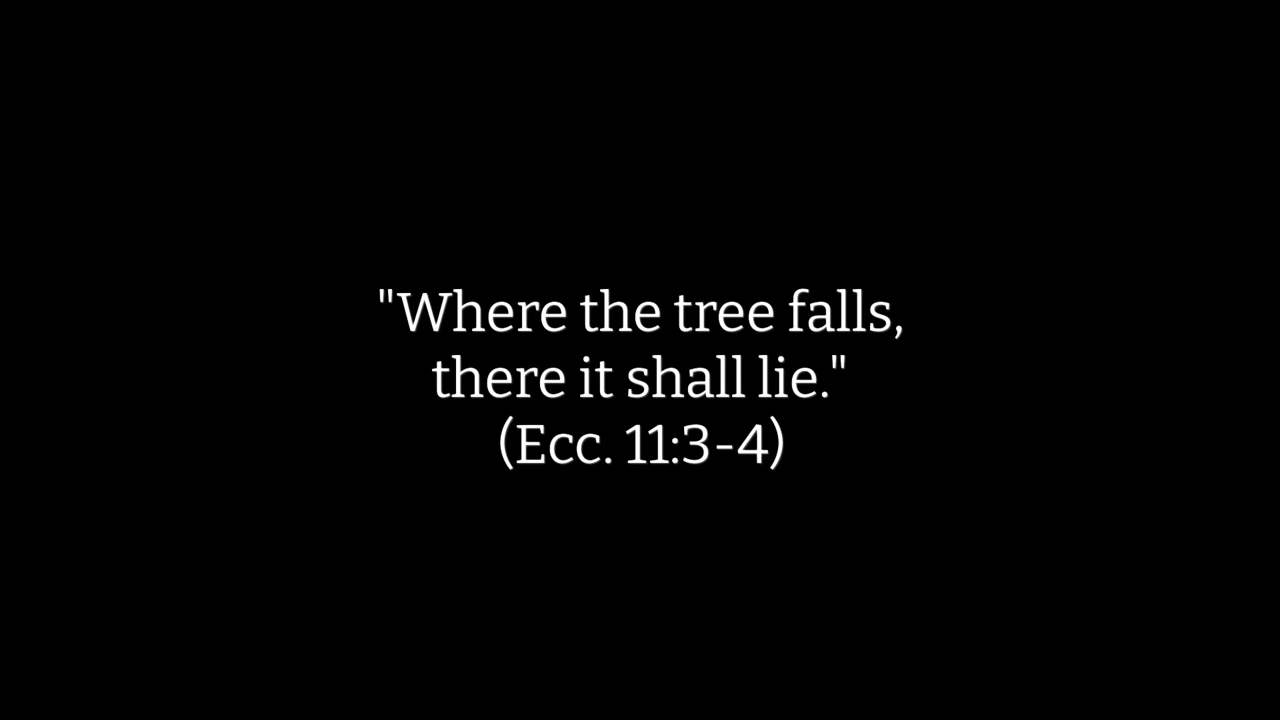 "Where the tree falls,
there it shall lie."
(Ecc. 11:3-4)